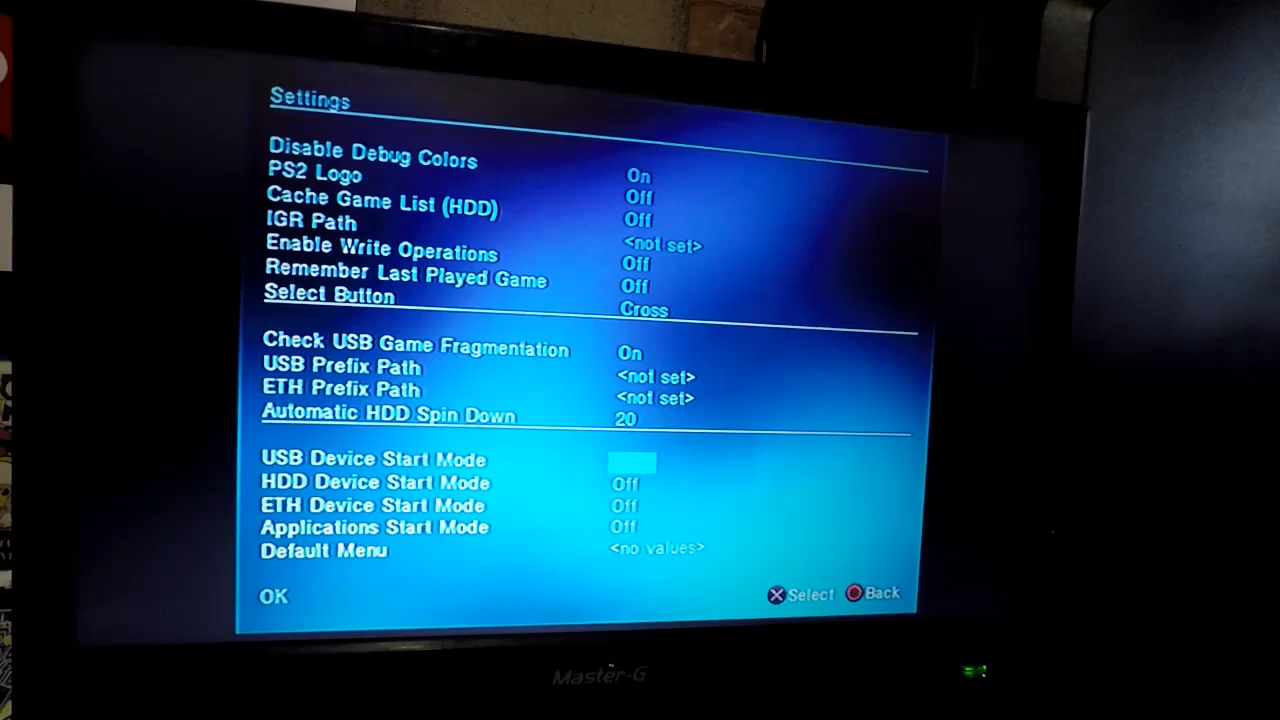 Settings
Disable Debug Colors On
PS2 Logo Off
Cache Game List (HDD) Off
IGR Path <not set>
Enable Write Operations Off
Remember Last Played Game Off
Select Button Cross
Check USB Game Fragmentation On
USB Prefix Path <not set>
ETH Prefix Path <not set>
Automatic HDD Spin Down 20
USB Device Start Mode
HDD Device Start Mode Off
ETH Device Start Mode Off
Applications Start Mode Off
Default Menu <no values>
OK Select Back
Master-G